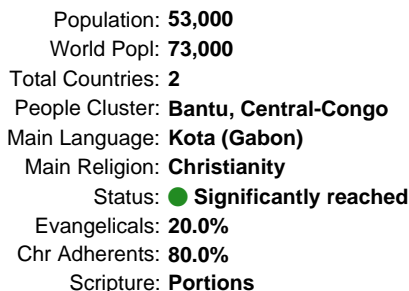 Population: 53,000
World Popl: 73,000
Total Countries: 2
People Cluster: Bantu, Central-Congo
Main Language: Kota (Gabon)
Main Religion: Christianity
Status: Significantly reached
Evangelicals: 20.0%
Chr Adherents: 80.0%
Scripture: Portions